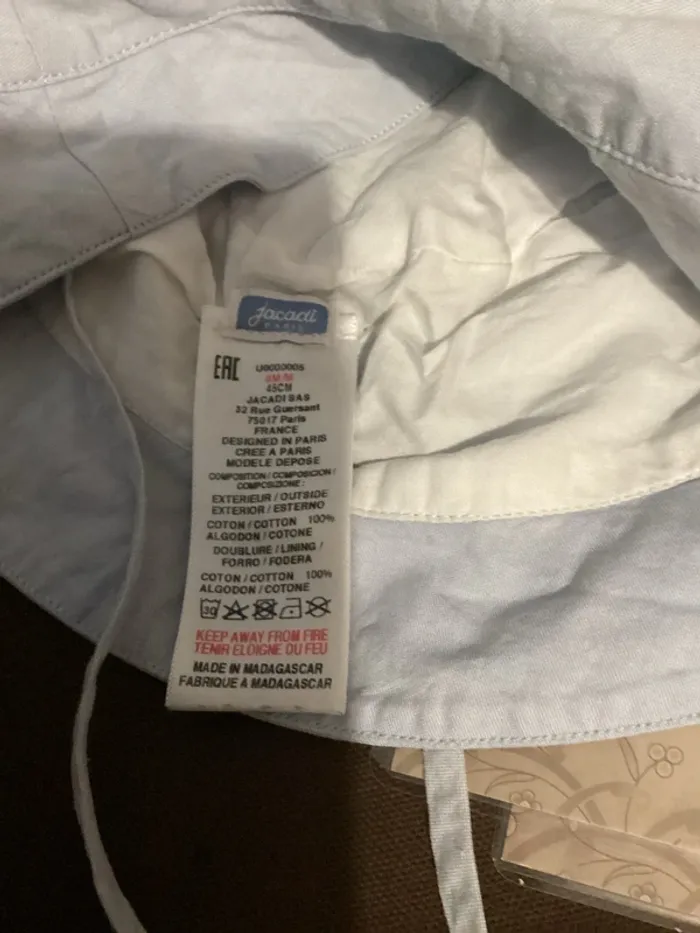 Jacadi
PARIS
EAC
45CM
JACADI SAS
32 Rue Guersant
75017 Paris
FRANCE
DESIGNED IN PARIS
CREE A PARIS
MODELE DEPOSE
COMPOSITION / COMPOSICION /
COMPOSIZIONE :
EXTERIEUR / OUTSIDE
EXTERIOR / ESTERNO
COTON / COTTON 100%
ALGODON / COTONE
DOUBLURE / LINING /
FORRO / FODERA
COTON / COTTON 100%
ALGODON / COTONE
30
KEEP AWAY FROM FIRE
TENIR ELOIGNE DU FEU
MADE IN MADAGASCAR
FABRIQUE A MADAGASCAR